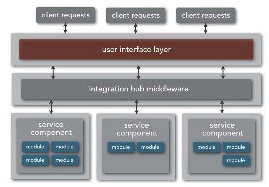 client requests
client requests
client requests
user interface layer
integration hub middleware
service
component
module
module
module
module
service
component
module
module
service
component
module
module
module